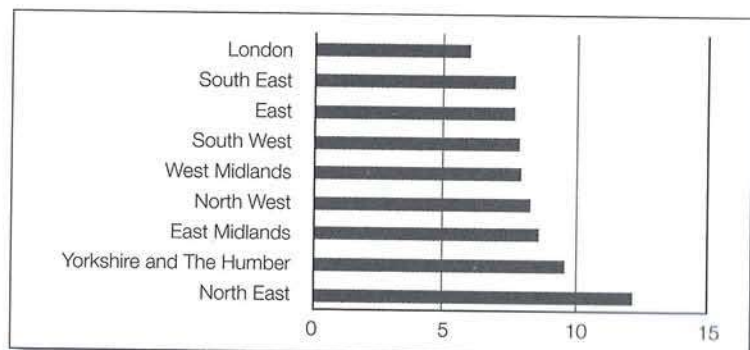 London
South East
East
South West
West Midlands
North West
East Midlands
Yorkshire and The Humber
North East
0 5 10 15